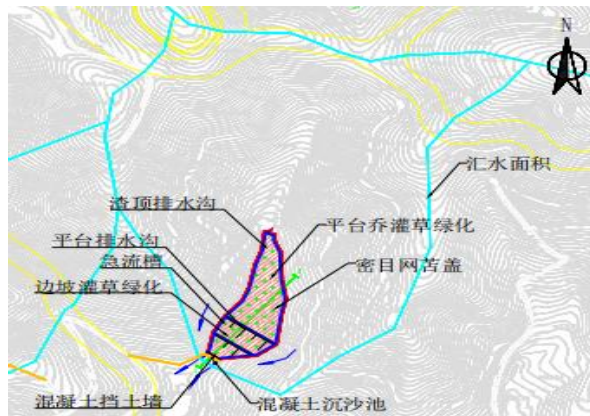 N
汇水面积
渣顶排水沟
平台乔灌草绿化
平台排水沟
急流槽
密目网苫盖
边坡灌草绿化
混凝土挡土墙
混凝土沉沙池